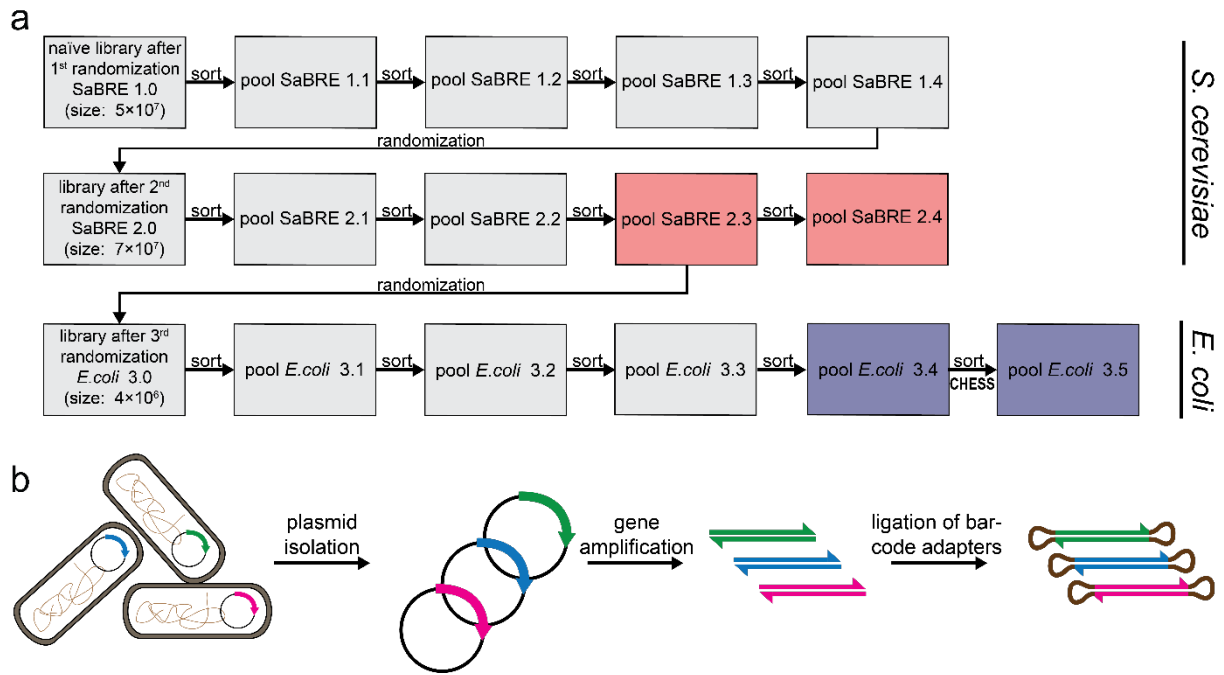 a
naïve library after
1st randomization
SaBRE 1.0
(size: 5×10⁷)
sort
pool SaBRE 1.1
sort
pool SaBRE 1.2
sort
pool SaBRE 1.3
sort
pool SaBRE 1.4
randomization
library after 2nd
randomization
SaBRE 2.0
(size: 7×10⁷)
sort
pool SaBRE 2.1
sort
pool SaBRE 2.2
sort
pool SaBRE 2.3
sort
pool SaBRE 2.4
S. cerevisiae
randomization
library after 3rd
randomization
E.coli 3.0
(size: 4×10⁶)
sort
pool E.coli 3.1
sort
pool E.coli 3.2
sort
pool E.coli 3.3
sort
pool E.coli 3.4
sort
CHESS
pool E.coli 3.5
E. coli
b
plasmid
isolation
gene
amplification
ligation of bar-
code adapters